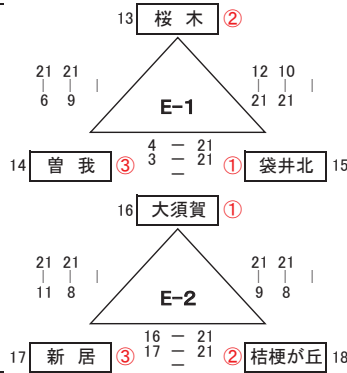 13 桜 木 ②
21 21 | 12 10 |
| | | |
6 9 21 21
E-1
4 － 21
14 曽 我 ③ 3 － 21 ① 袋井北 15
－
16 大須賀 ①
21 21 | 21 21 |
| | | |
11 8 9 8
E-2
16 － 21
17 新 居 ③ 17 － 21 ② 桔梗が丘 18
－